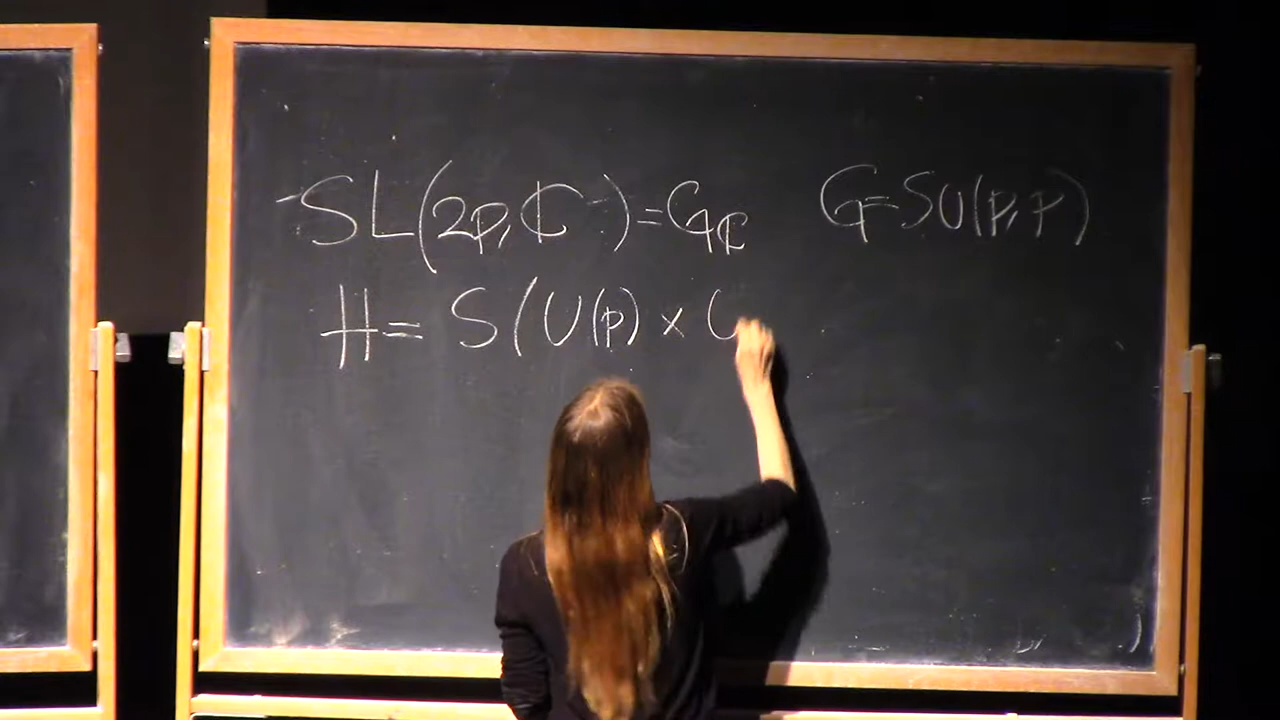 SL(2p, ℂ) = G_ℂ G = SU(p, p)
H = S(U(p) × U